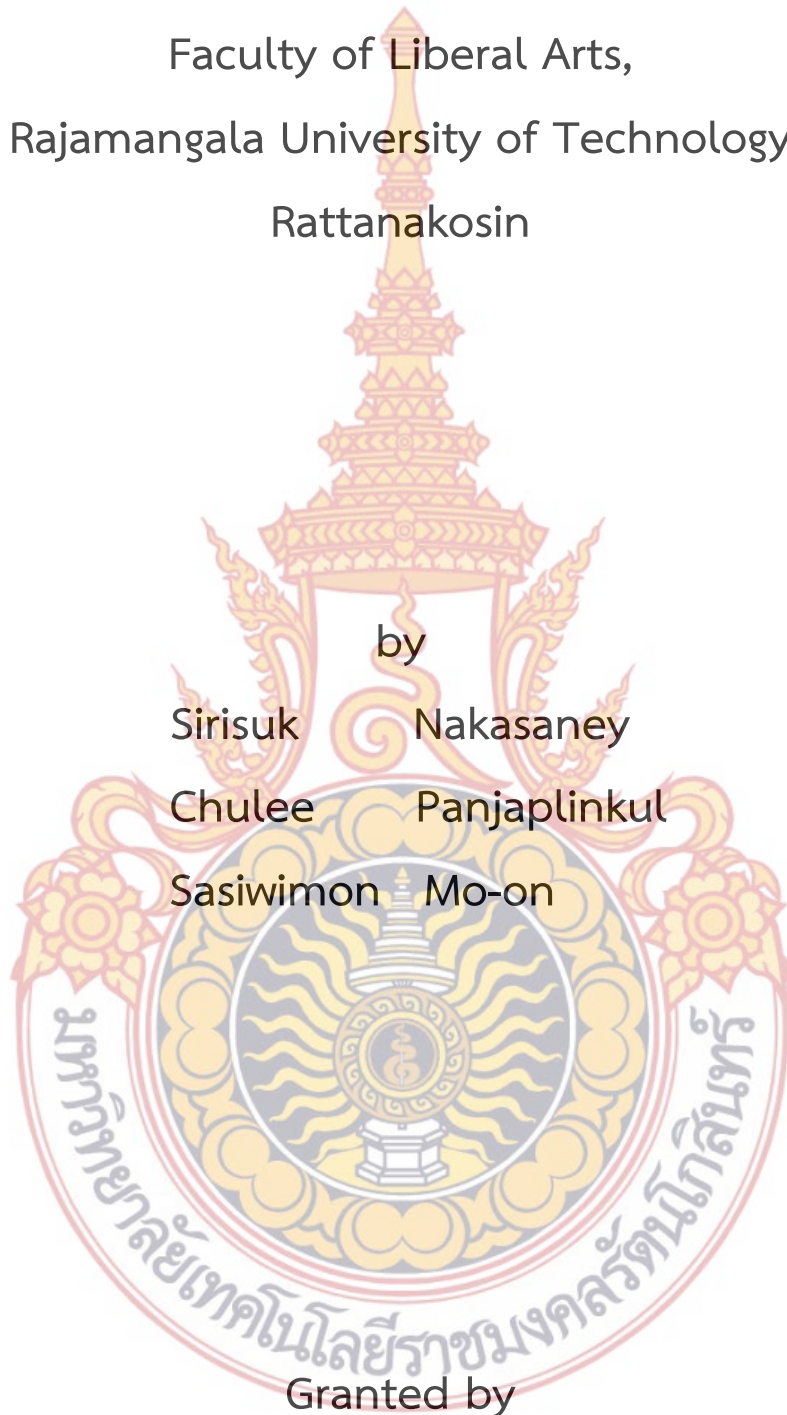 Faculty of Liberal Arts,
Rajamangala University of Technology
Rattanakosin
by
Sirisuk Nakasaney
Chulee Panjaplinkul
Sasiwimon Mo-on
มหาวิทยาลัยเทคโนโลยีราชมงคลรัตนโกสินทร์
Granted by